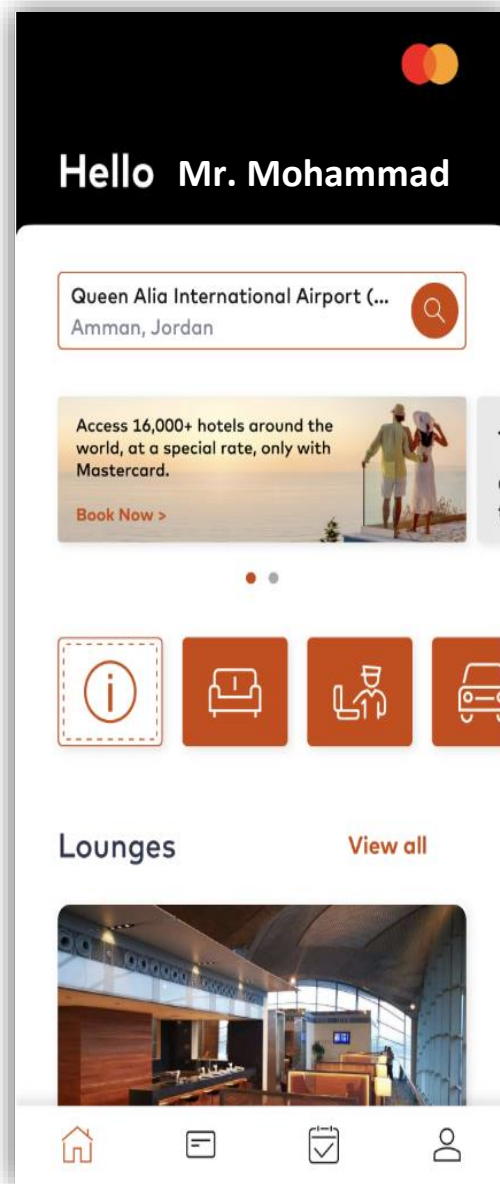 Hello Mr. Mohammad
Queen Alia International Airport (...
Amman, Jordan
Access 16,000+ hotels around the
world, at a special rate, only with
Mastercard.
Book Now >
Lounges
View all